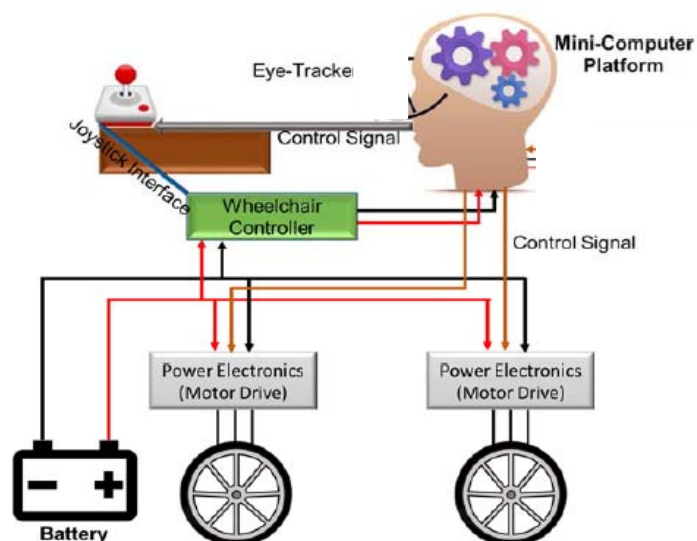 Mini-Computer
Platform
Eye-Tracke
Control Signal
Joystick Interface
Wheelchair
Controller
Control Signal
Power Electronics
(Motor Drive)
Power Electronics
(Motor Drive)
Battery